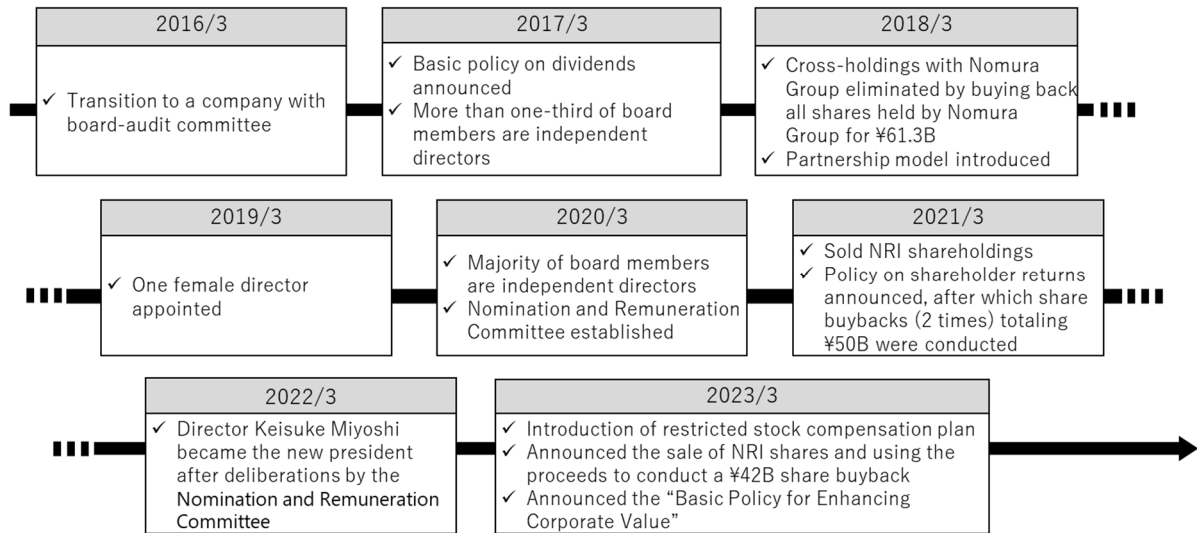 2016/3
✓ Transition to a company with
board-audit committee
2017/3
✓ Basic policy on dividends
announced
✓ More than one-third of board
members are independent
directors
2018/3
✓ Cross-holdings with Nomura
Group eliminated by buying back
all shares held by Nomura
Group for ¥61.3B
✓ Partnership model introduced
2019/3
✓ One female director
appointed
2020/3
✓ Majority of board members
are independent directors
✓ Nomination and Remuneration
Committee established
2021/3
✓ Sold NRI shareholdings
✓ Policy on shareholder returns
announced, after which share
buybacks (2 times) totaling
¥50B were conducted
2022/3
✓ Director Keisuke Miyoshi
became the new president
after deliberations by the
Nomination and Remuneration
Committee
2023/3
✓ Introduction of restricted stock compensation plan
✓ Announced the sale of NRI shares and using the
proceeds to conduct a ¥42B share buyback
✓ Announced the “Basic Policy for Enhancing
Corporate Value”